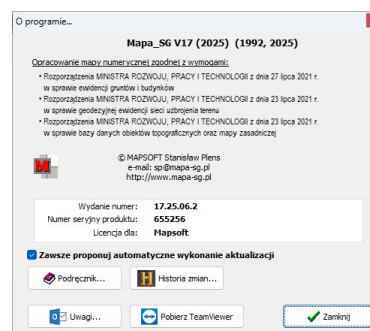 O programie...
Mapa_SG V17 (2025) (1992, 2025)
Opracowanie mapy numerycznej zgodnej z wymogami:
• Rozporządzenia MINISTRA ROZWOJU, PRACY I TECHNOLOGII z dnia 27 lipca 2021 r.
w sprawie ewidencji gruntów i budynków
• Rozporządzenia MINISTRA ROZWOJU, PRACY I TECHNOLOGII z dnia 23 lipca 2021 r.
w sprawie geodezyjnej ewidencji sieci uzbrojenia terenu
• Rozporządzenia MINISTRA ROZWOJU, PRACY I TECHNOLOGII z dnia 23 lipca 2021 r.
w sprawie bazy danych obiektów topograficznych oraz mapy zasadniczej
M
© MAPSOFT Stanisław Plens
e-mail: sp@mapa-sg.pl
http://www.mapa-sg.pl
Wydanie numer: 17.25.06.2
Numer seryjny produktu: 655256
Licencja dla: Mapsoft
Zawsze proponuj automatyczne wykonanie aktualizacji
Podręcznik...
H Historia zmian...
Uwagi...
Pobierz TeamViewer
Zamknij